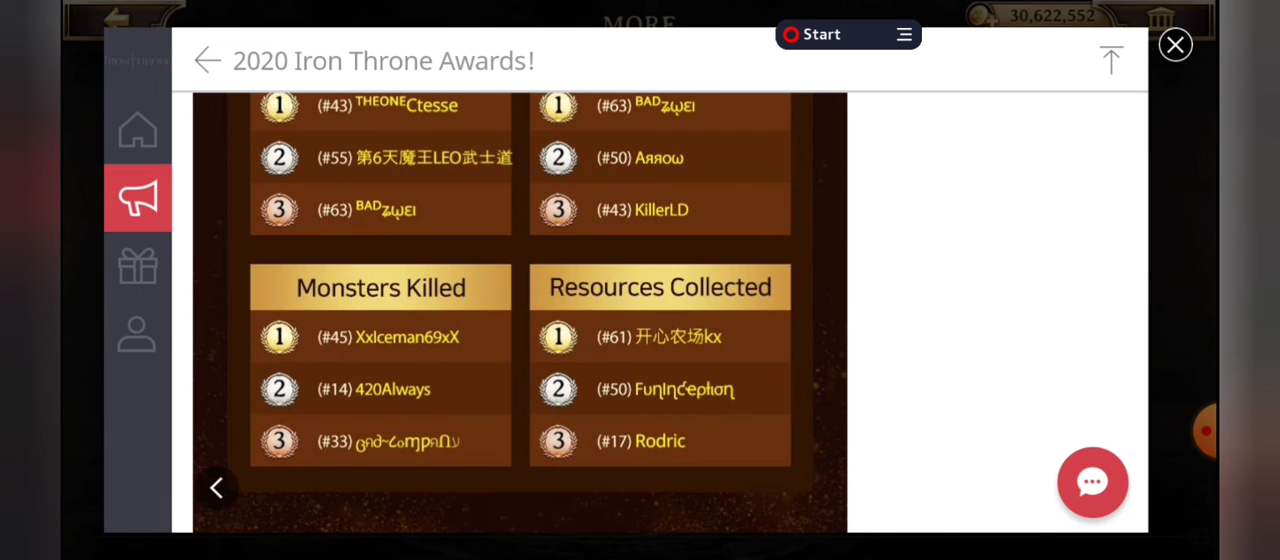 MORE
30,622,552
Start
2020 Iron Throne Awards!
1 (#43) THEONECtesse
2 (#55) 第6天魔王LEO武士道
3 (#63) BADʑῳει
1 (#63) BADʑῳει
2 (#50) Aяяoω
3 (#43) KillerLD
Monsters Killed
1 (#45) XxIceman69xX
2 (#14) 420Always
3 (#33)
Resources Collected
1 (#61) 开心农场kx
2 (#50) FυɳIɳƈҽρƚισɳ
3 (#17) Rodric